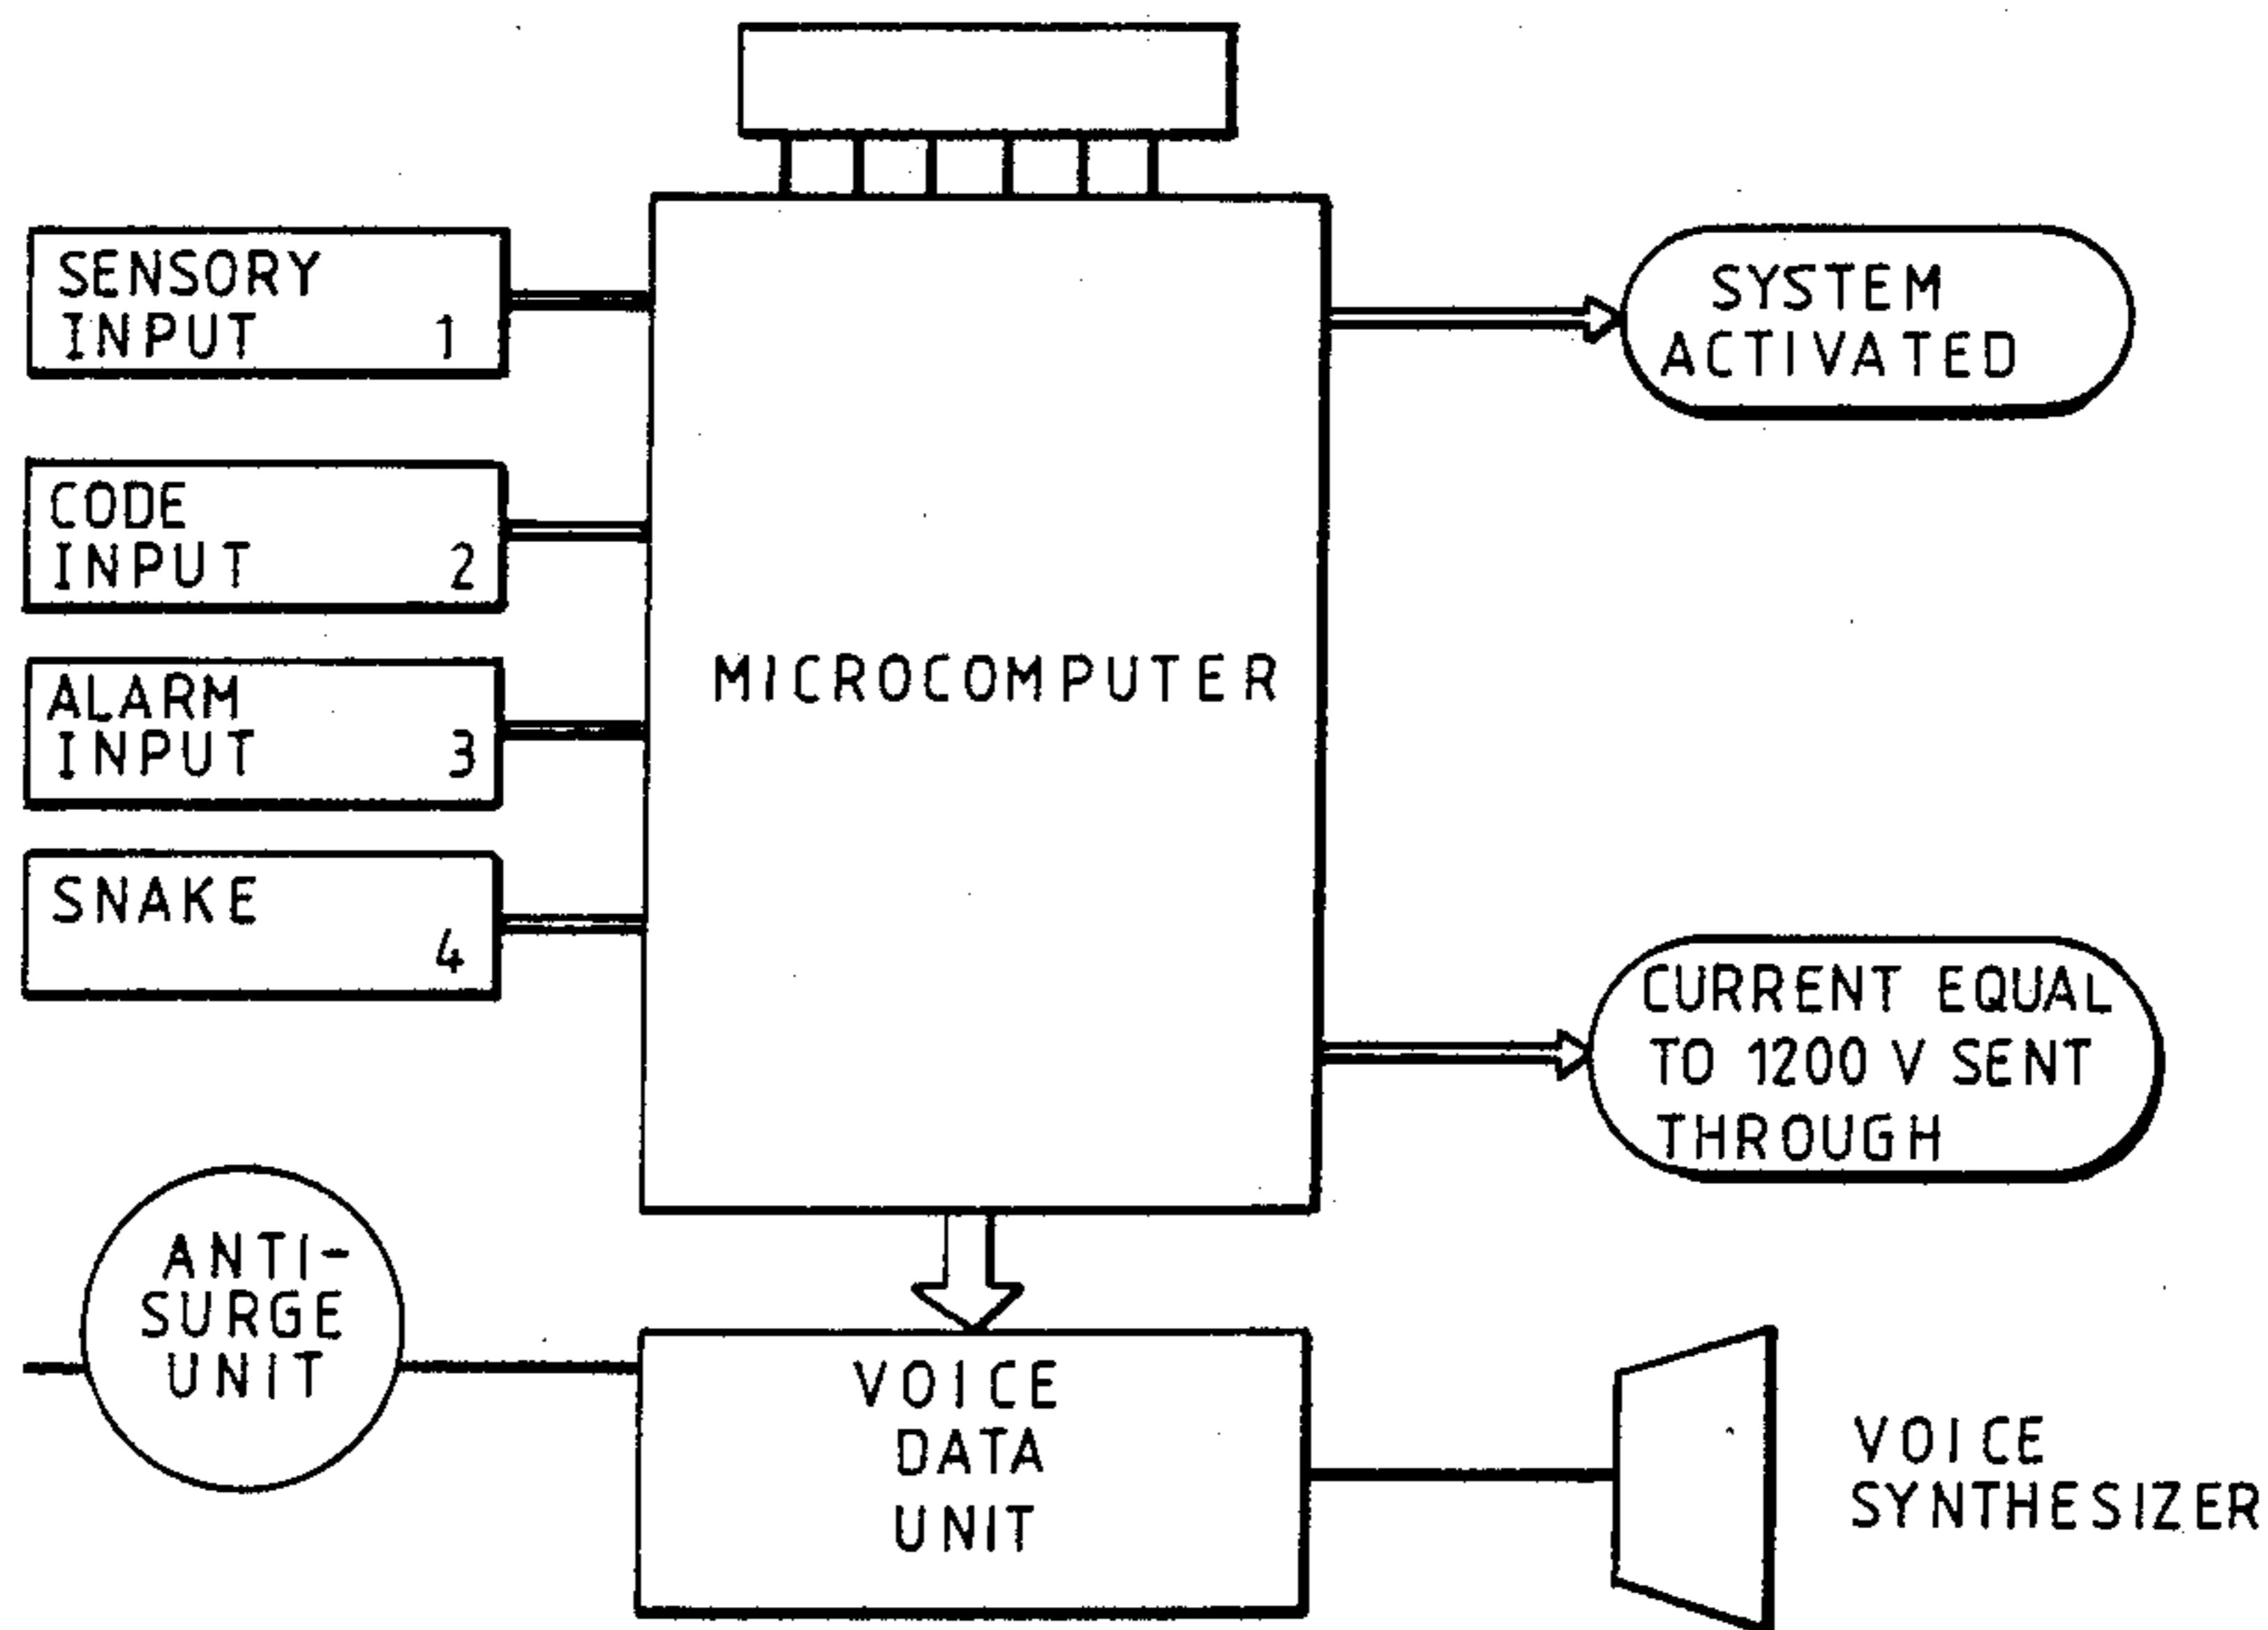 SENSORY
INPUT 1
CODE
INPUT 2
ALARM
INPUT 3
SNAKE
4
MICROCOMPUTER
SYSTEM
ACTIVATED
CURRENT EQUAL
TO 1200 V SENT
THROUGH
ANTI-
SURGE
UNIT
VOICE
DATA
UNIT
VOICE
SYNTHESIZER